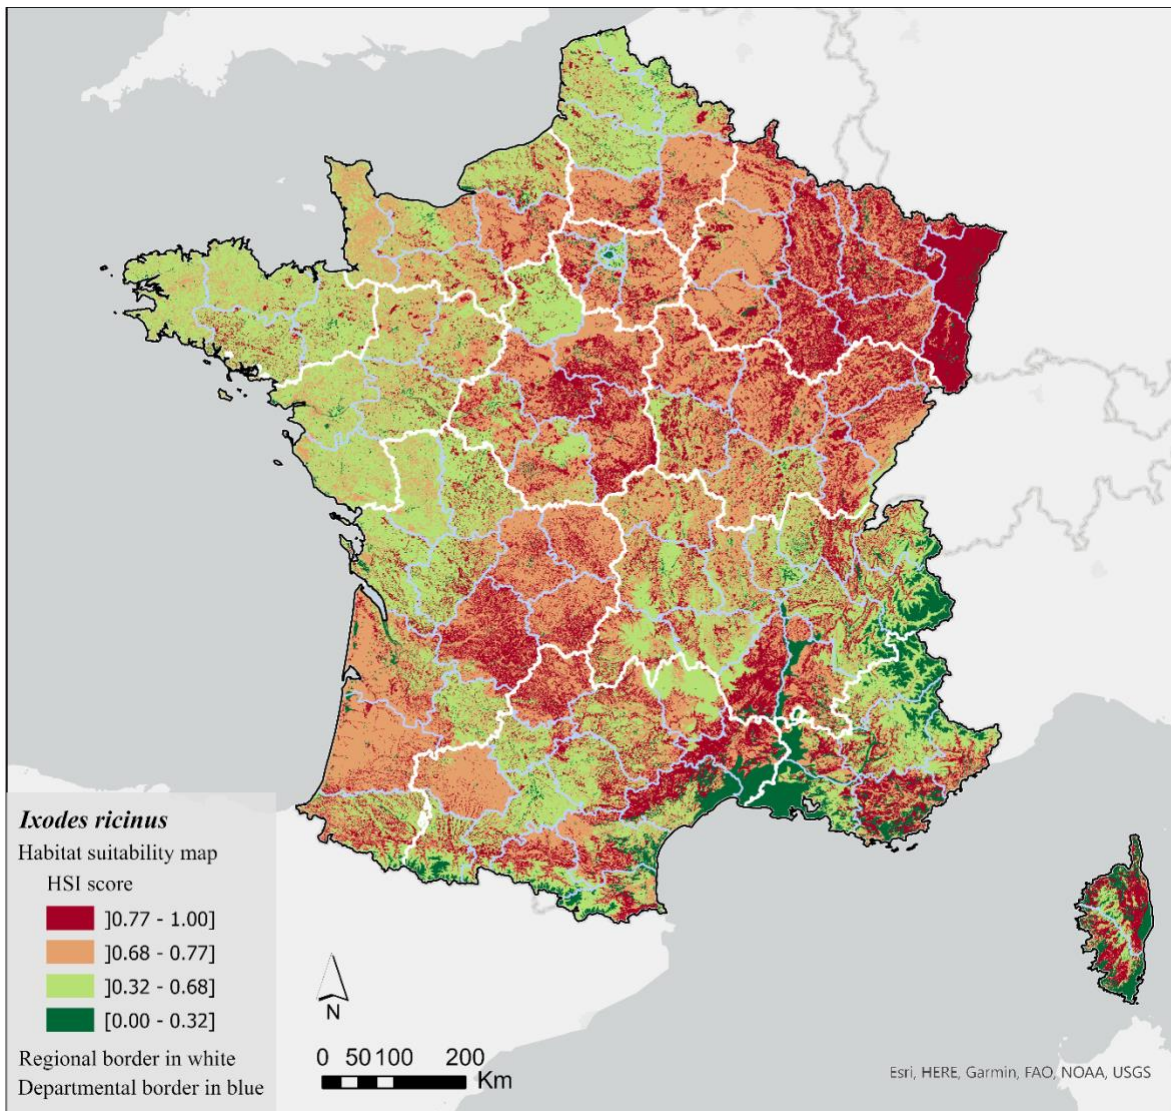 Ixodes ricinus
Habitat suitability map
HSI score
]0.77 - 1.00]
]0.68 - 0.77]
]0.32 - 0.68]
[0.00 - 0.32]
Regional border in white
Departmental border in blue
N
0 50 100 200
Km
Esri, HERE, Garmin, FAO, NOAA, USGS